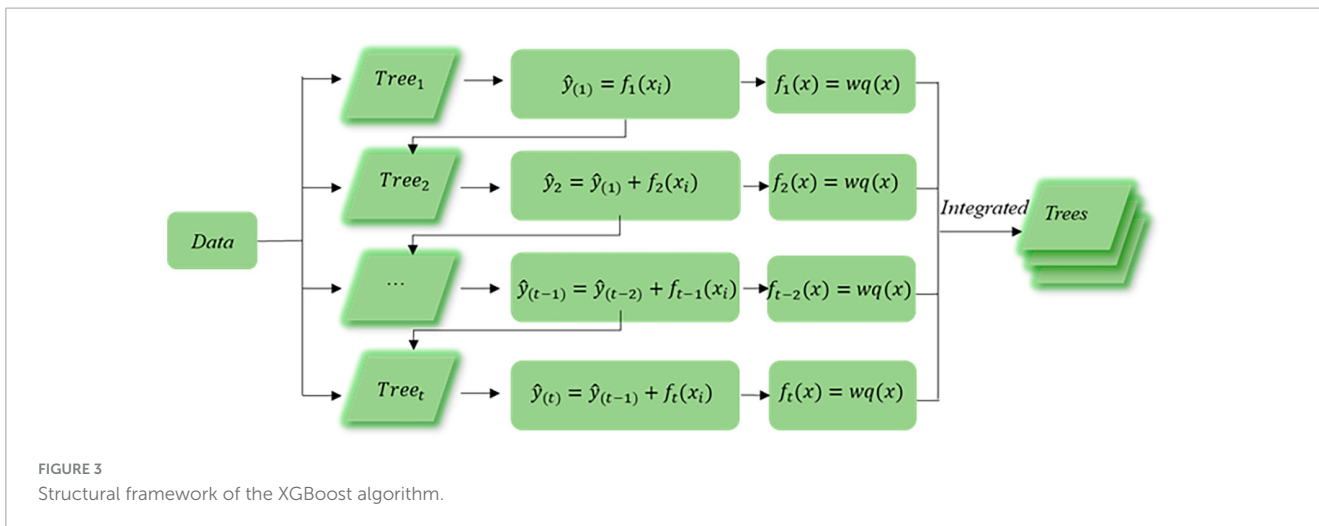 Tree₁
ŷ₍₁₎ = f₁(xᵢ)
f₁(x) = wq(x)
Tree₂
ŷ₂ = ŷ₍₁₎ + f₂(xᵢ)
f₂(x) = wq(x)
Integrated
Trees
Data
...
ŷ₍ₜ₋₁₎ = ŷ₍ₜ₋₂₎ + fₜ₋₁(xᵢ)
fₜ₋₂(x) = wq(x)
Treeₜ
ŷ₍ₜ₎ = ŷ₍ₜ₋₁₎ + fₜ(xᵢ)
fₜ(x) = wq(x)
FIGURE 3
Structural framework of the XGBoost algorithm.